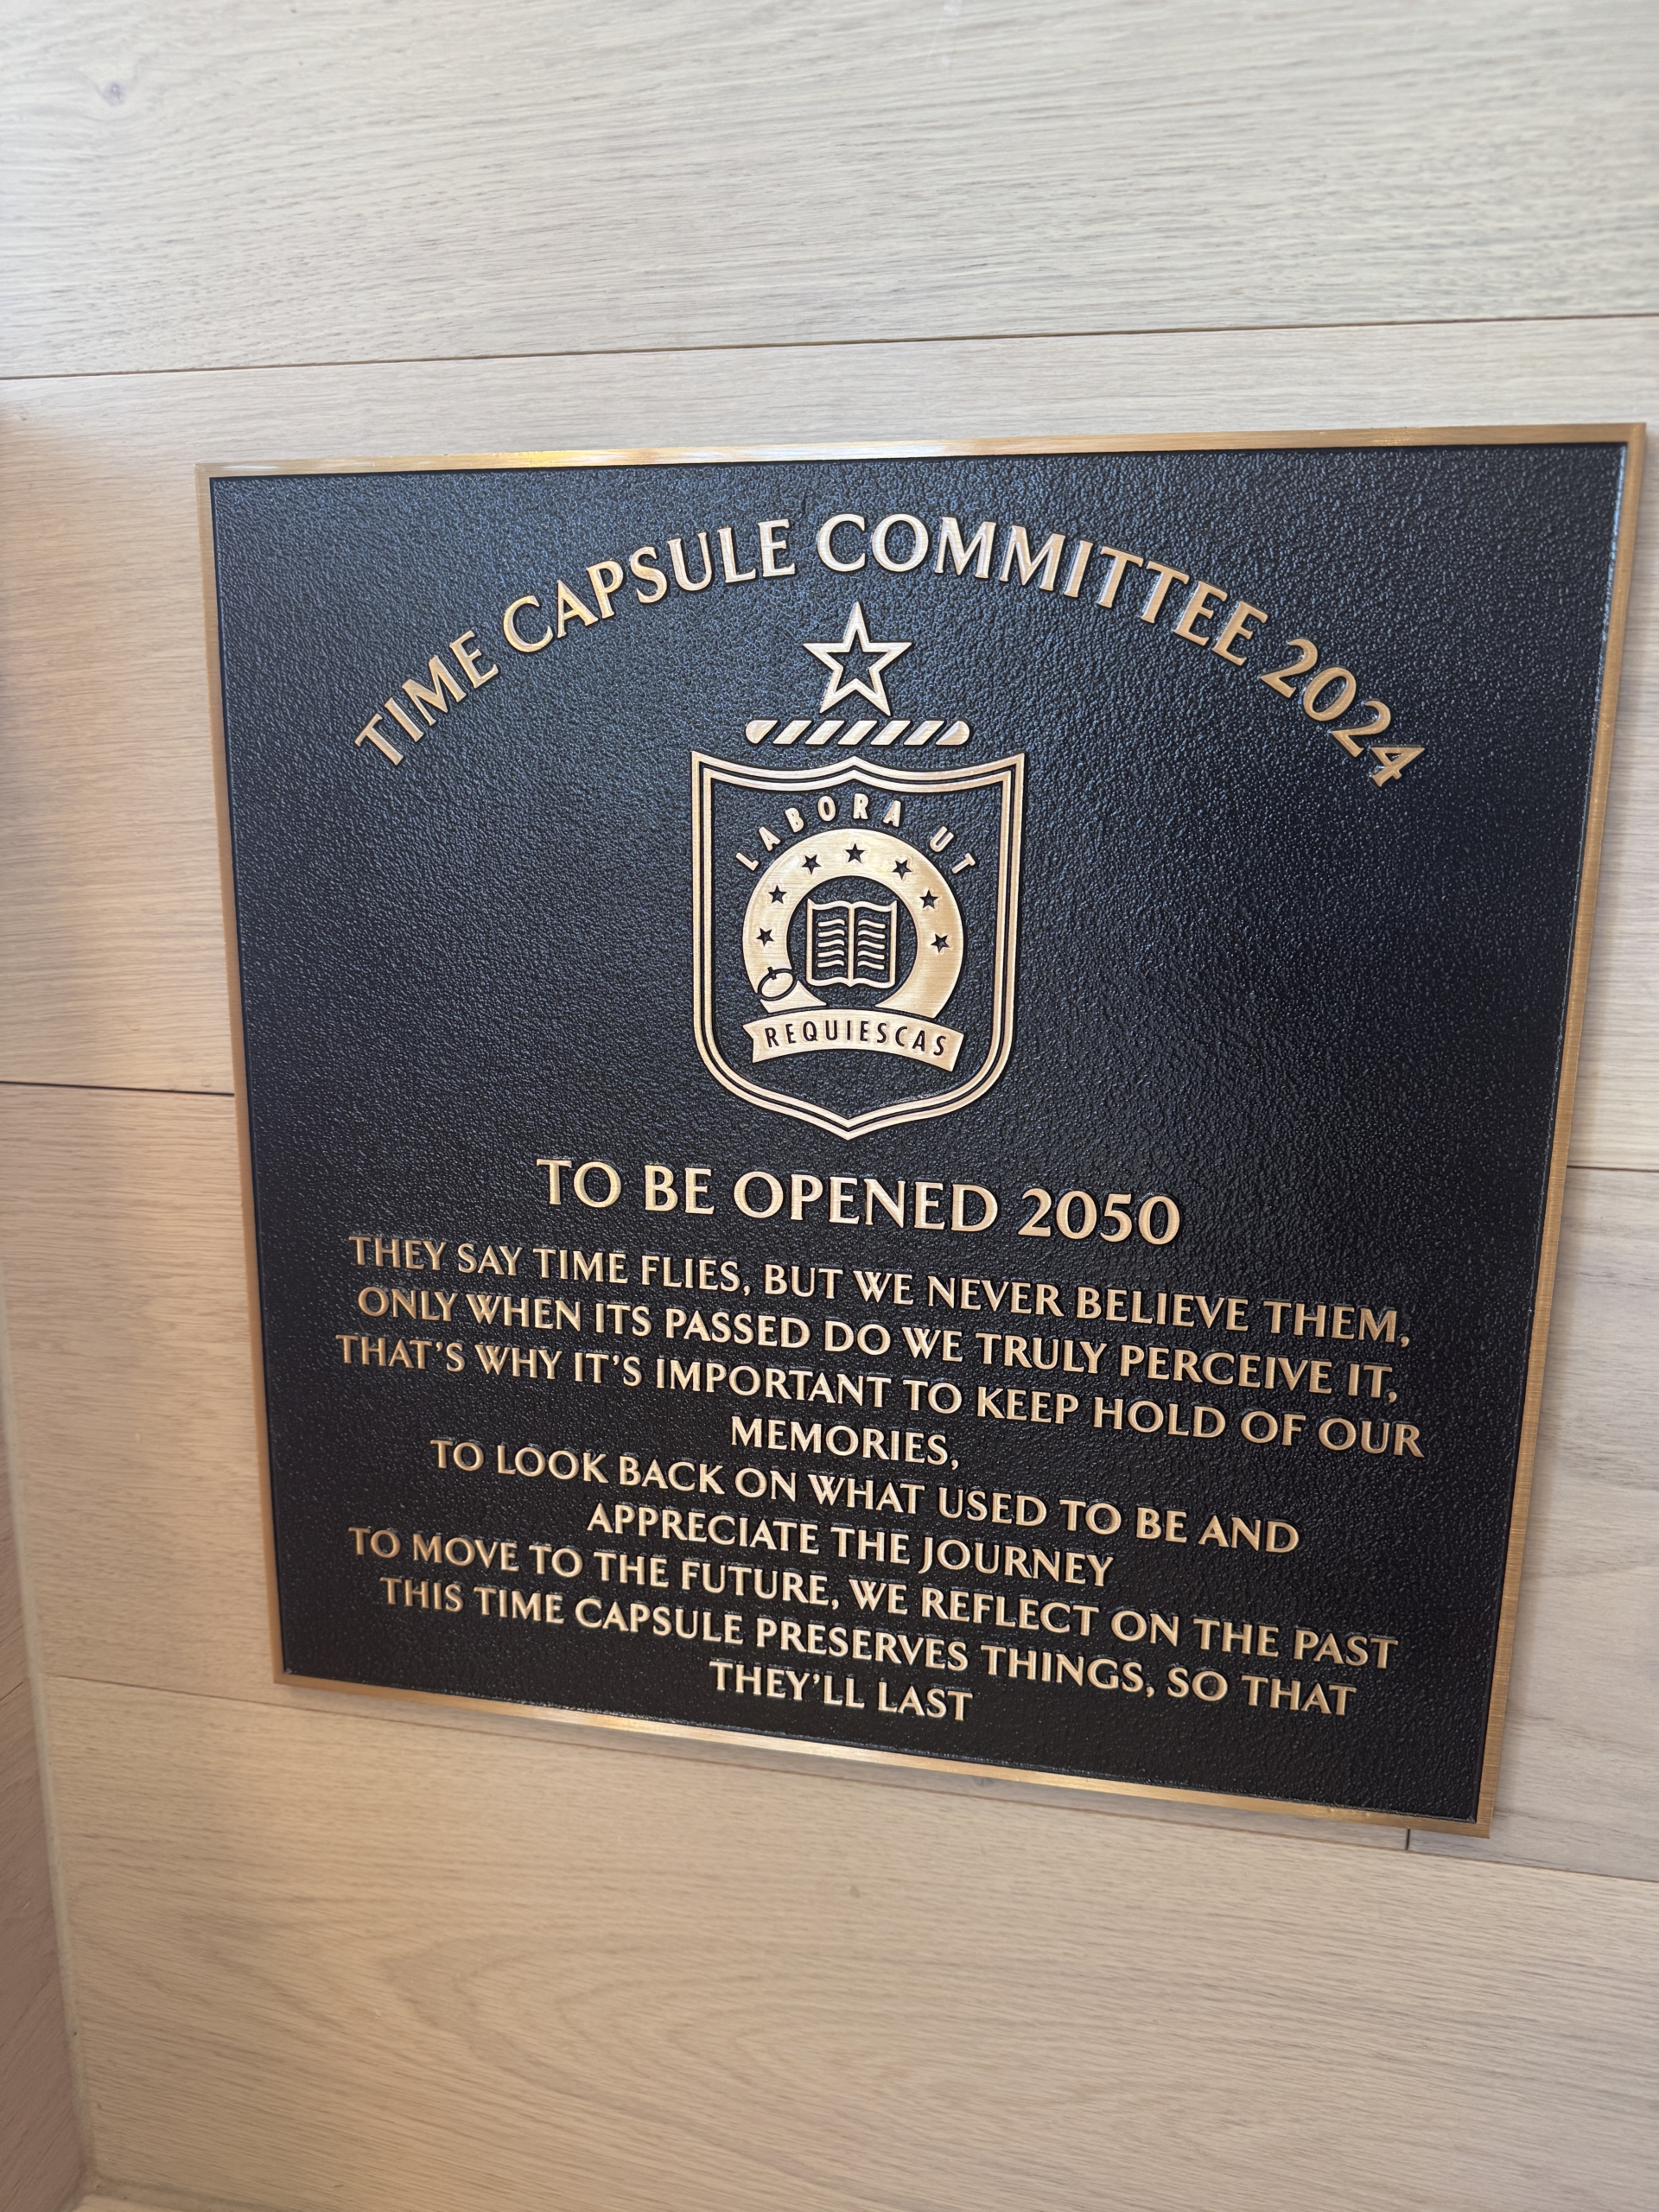 TIME CAPSULE COMMITTEE 2024
LABORA UT
REQUIESCAS
TO BE OPENED 2050
THEY SAY TIME FLIES, BUT WE NEVER BELIEVE THEM,
ONLY WHEN ITS PASSED DO WE TRULY PERCEIVE IT,
THAT'S WHY IT'S IMPORTANT TO KEEP HOLD OF OUR
MEMORIES,
TO LOOK BACK ON WHAT USED TO BE AND
APPRECIATE THE JOURNEY
TO MOVE TO THE FUTURE, WE REFLECT ON THE PAST
THIS TIME CAPSULE PRESERVES THINGS, SO THAT
THEY'LL LAST